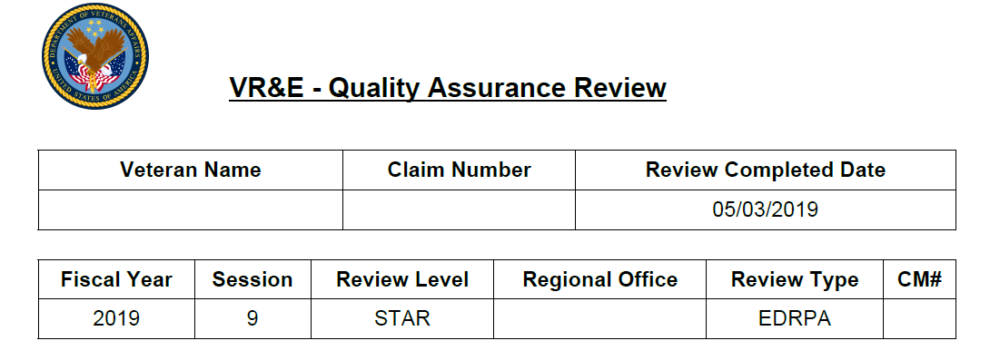 DEPARTMENT OF VETERANS AFFAIRS
UNITED STATES OF AMERICA
VR&E - Quality Assurance Review
Veteran Name Claim Number Review Completed Date
05/03/2019
Fiscal Year Session Review Level Regional Office Review Type CM#
2019 9 STAR EDRPA